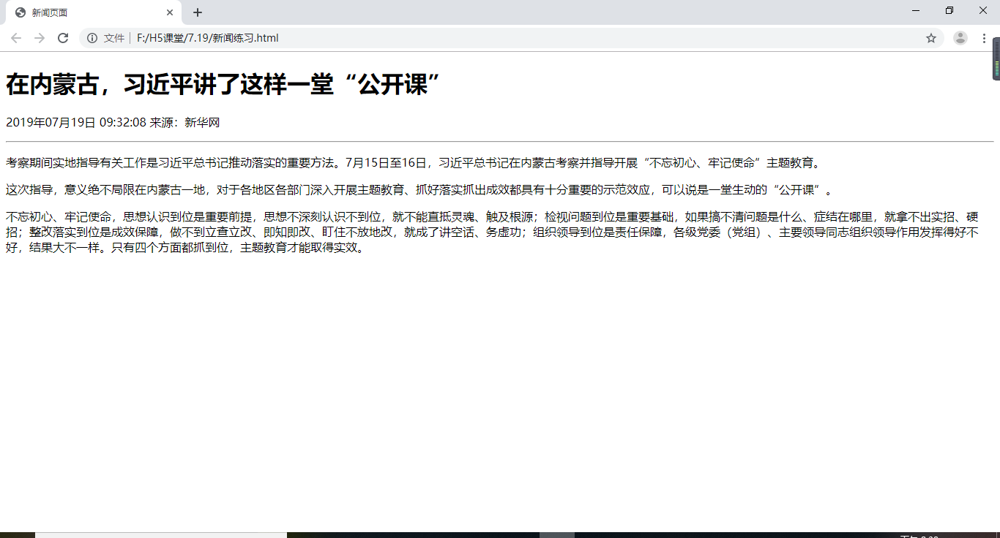 新闻页面
文件 F:/H5课堂/7.19/新闻练习.html
在内蒙古，习近平讲了这样一堂“公开课”
2019年07月19日 09:32:08 来源：新华网
考察期间实地指导有关工作是习近平总书记推动落实的重要方法。7月15日至16日，习近平总书记在内蒙古考察并指导开展“不忘初心、牢记使命”主题教育。
这次指导，意义绝不局限在内蒙古一地，对于各地区各部门深入开展主题教育、抓好落实抓出成效都具有十分重要的示范效应，可以说是一堂生动的“公开课”。
不忘初心、牢记使命，思想认识到位是重要前提，思想不深刻认识不到位，就不能直抵灵魂、触及根源；检视问题到位是重要基础，如果搞不清问题是什么、症结在哪里，就拿不出实招、硬
招；整改落实到位是成效保障，做不到立查立改、即知即改、盯住不放地改，就成了讲空话、务虚功；组织领导到位是责任保障，各级党委（党组）、主要领导同志组织领导作用发挥得好不
好，结果大不一样。只有四个方面都抓到位，主题教育才能取得实效。